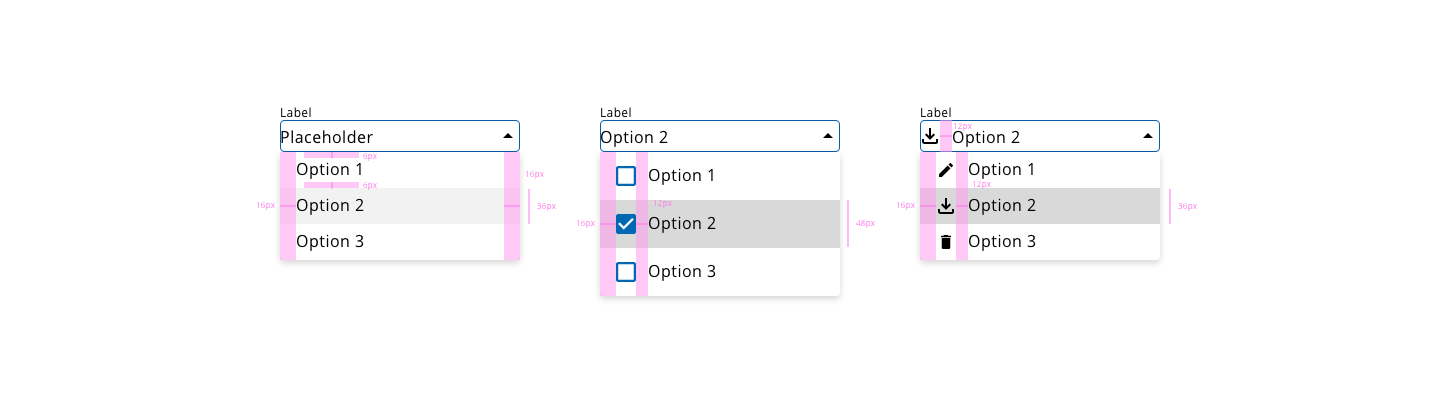 Label
Placeholder
6px
Option 1
16px
6px
16px
Option 2
36px
Option 3
Label
Option 2
Option 1
12px
16px
Option 2
48px
Option 3
Label
12px
Option 2
Option 1
12px
16px
Option 2
36px
Option 3